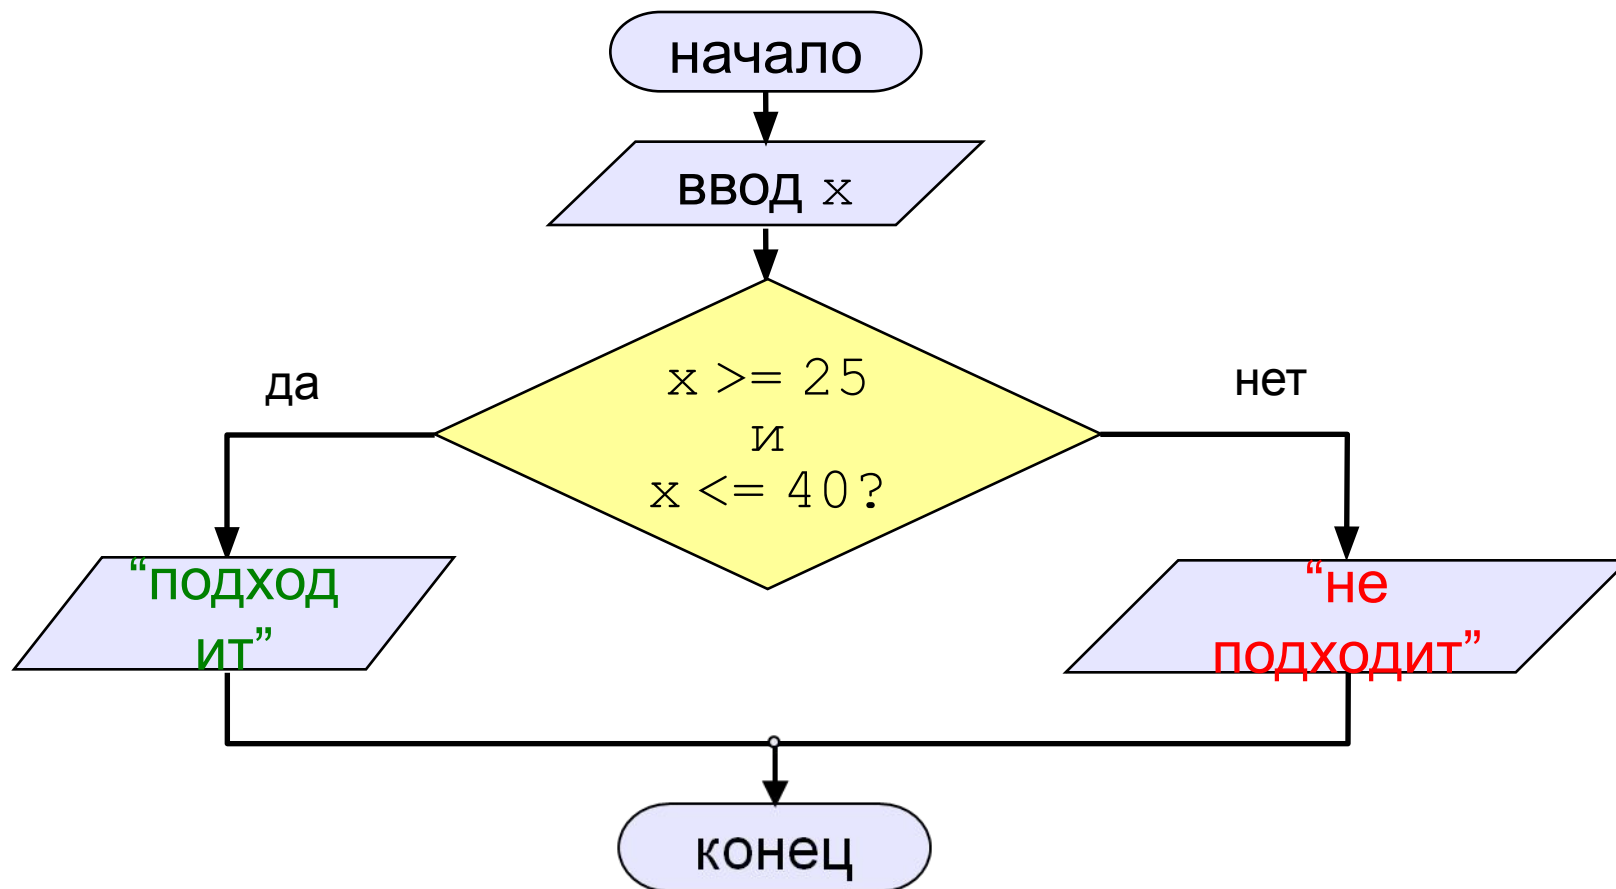 начало
ввод x
x >= 25
и
x <= 40?
да
нет
“подход
ит”
“не
подходит”
конец